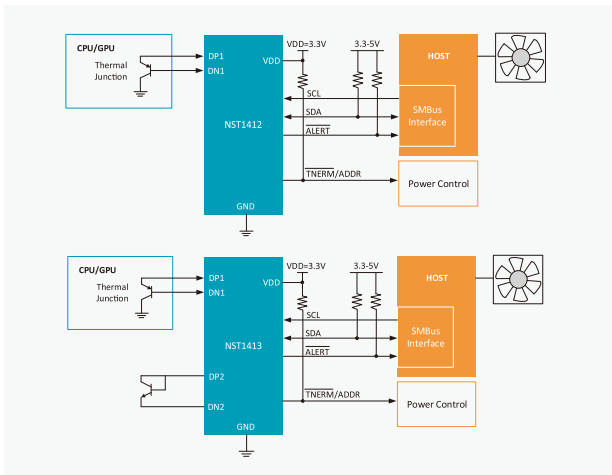 CPU/GPU
Thermal
Junction
DP1
DN1
VDD
NST1412
GND
VDD=3.3V
3.3-5V
SCL
SDA
ALERT
TNERM/ADDR
HOST
SMBus
Interface
Power Control
CPU/GPU
Thermal
Junction
DP1
DN1
VDD
NST1413
DP2
DN2
GND
VDD=3.3V
3.3-5V
SCL
SDA
ALERT
TNERM/ADDR
HOST
SMBus
Interface
Power Control